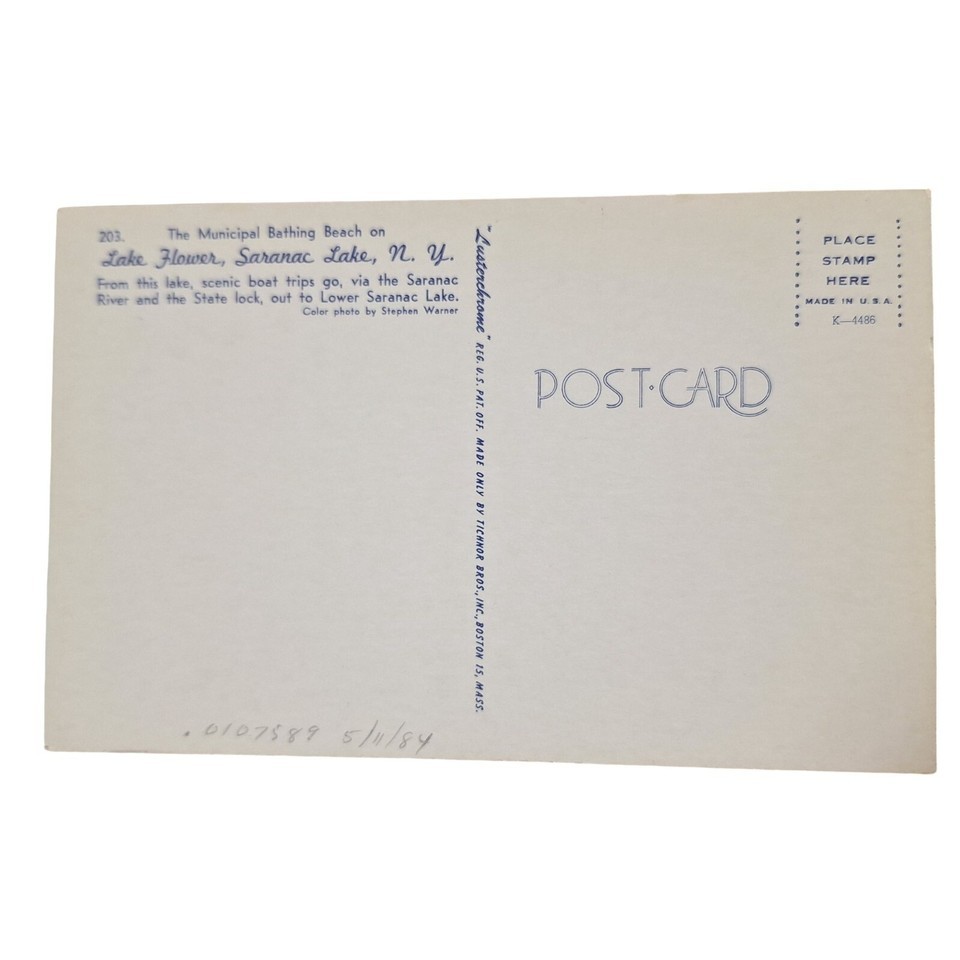 203. The Municipal Bathing Beach on
Lake Flower, Saranac Lake, N. Y.
From this lake, scenic boat trips go, via the Saranac
River and the State lock, out to Lower Saranac Lake.
Color photo by Stephen Warner
"Lusterchrome" REG. U.S. PAT. OFF. MADE ONLY BY TICHNOR BROS., INC., BOSTON 15, MASS.
PLACE
STAMP
HERE
MADE IN U.S.A.
K—4486
POST·CARD
.0107589 5/11/84